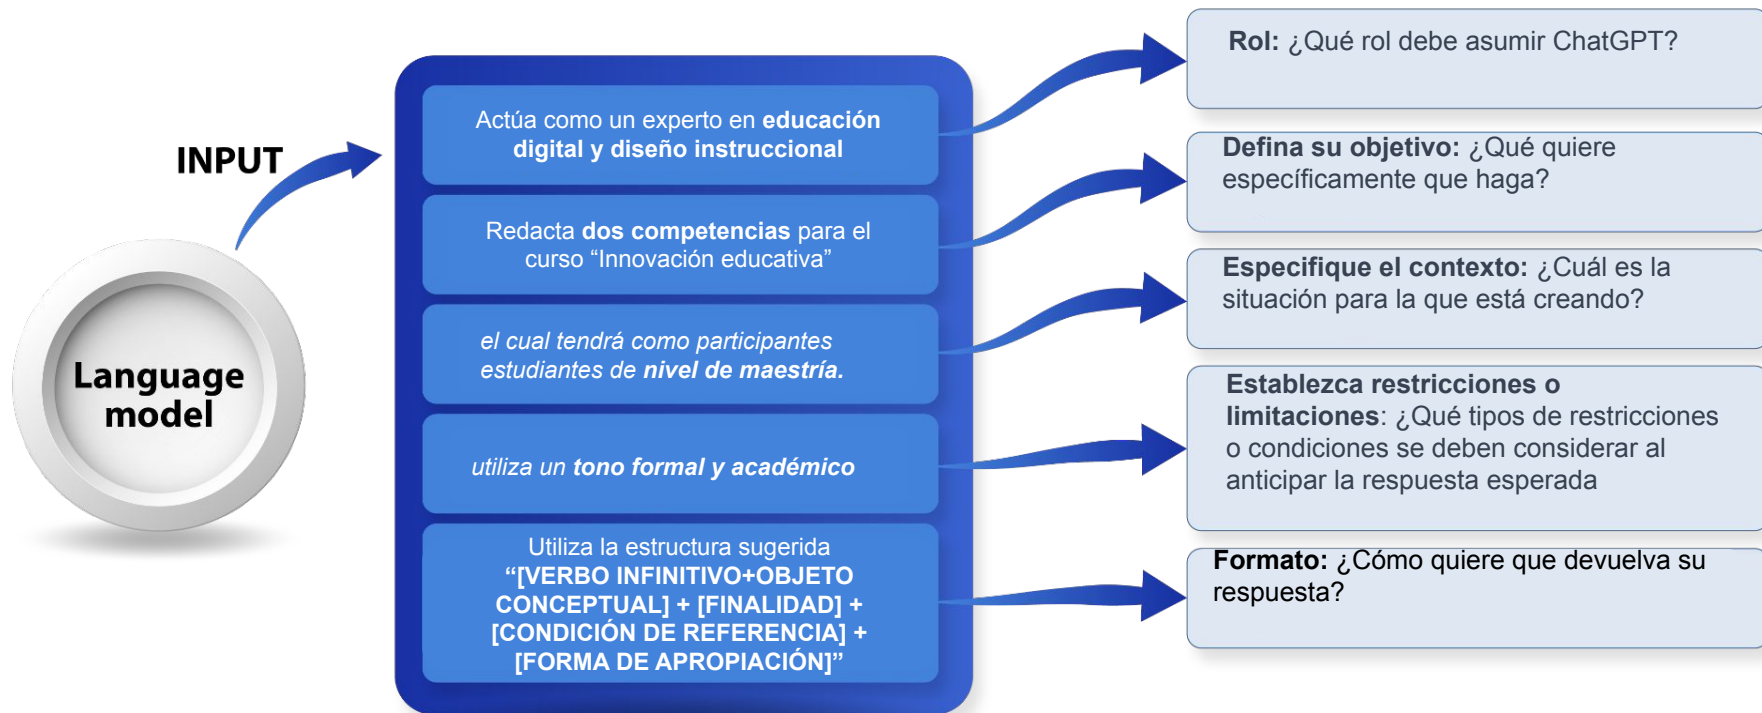 INPUT
Language
model
Actúa como un experto en educación
digital y diseño instruccional
Redacta dos competencias para el
curso “Innovación educativa”
el cual tendrá como participantes
estudiantes de nivel de maestría.
utiliza un tono formal y académico
Utiliza la estructura sugerida
“[VERBO INFINITIVO+OBJETO
CONCEPTUAL] + [FINALIDAD] +
[CONDICIÓN DE REFERENCIA] +
[FORMA DE APROPIACIÓN]”
Rol: ¿Qué rol debe asumir ChatGPT?
Defina su objetivo: ¿Qué quiere
específicamente que haga?
Especifique el contexto: ¿Cuál es la
situación para la que está creando?
Establezca restricciones o
limitaciones: ¿Qué tipos de restricciones
o condiciones se deben considerar al
anticipar la respuesta esperada
Formato: ¿Cómo quiere que devuelva su
respuesta?